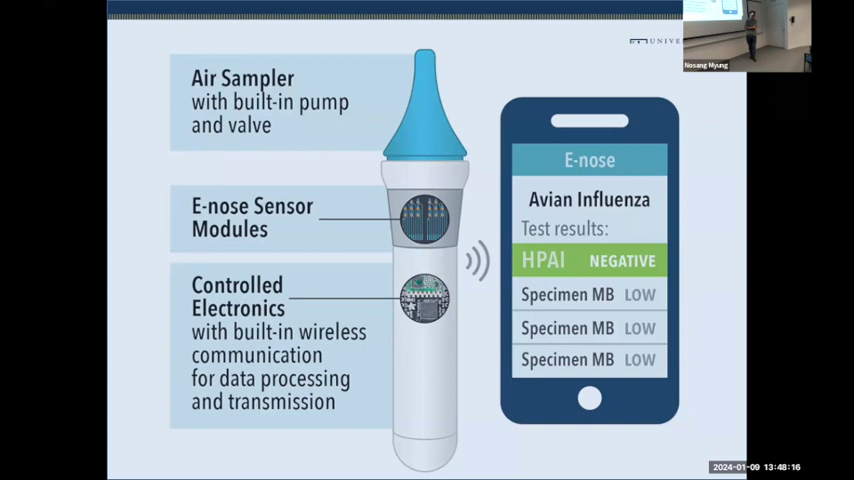 UNIVE
Nosang Myung
Air Sampler
with built-in pump
and valve
E-nose Sensor
Modules
Controlled
Electronics
with built-in wireless
communication
for data processing
and transmission
E-nose
Avian Influenza
Test results:
HPAI NEGATIVE
Specimen MB LOW
Specimen MB LOW
Specimen MB LOW
2024-01-09 13:48:16